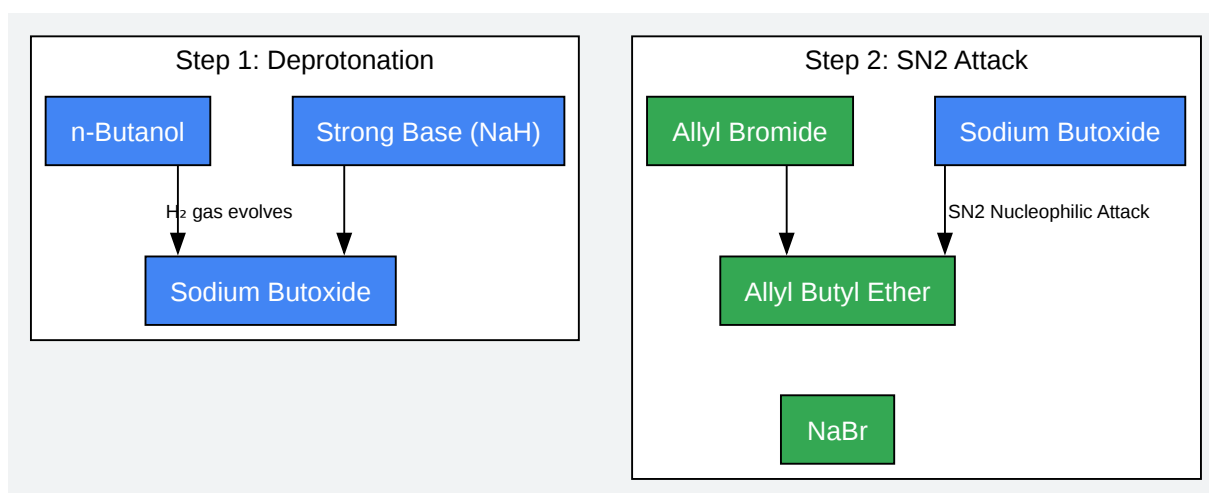 Step 1: Deprotonation
n-Butanol
Strong Base (NaH)
H₂ gas evolves
Sodium Butoxide
Step 2: SN2 Attack
Allyl Bromide
Sodium Butoxide
SN2 Nucleophilic Attack
Allyl Butyl Ether
NaBr